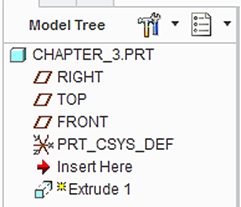 Model Tree
CHAPTER_3.PRT
RIGHT
TOP
FRONT
PRT_CSYS_DEF
Insert Here
Extrude 1